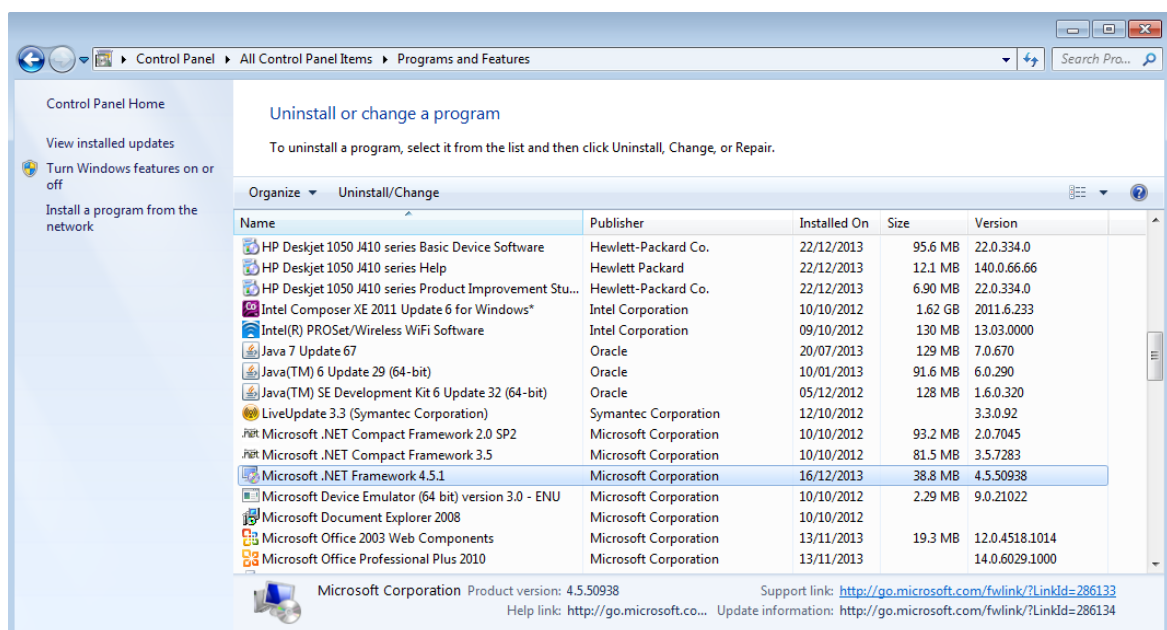 Control Panel All Control Panel Items Programs and Features Search Pro...
Control Panel Home
View installed updates
Turn Windows features on or
off
Install a program from the
network
Uninstall or change a program
To uninstall a program, select it from the list and then click Uninstall, Change, or Repair.
Organize Uninstall/Change
Name Publisher Installed On Size Version
HP Deskjet 1050 J410 series Basic Device Software Hewlett-Packard Co. 22/12/2013 95.6 MB 22.0.334.0
HP Deskjet 1050 J410 series Help Hewlett Packard 22/12/2013 12.1 MB 140.0.66.66
HP Deskjet 1050 J410 series Product Improvement Stu... Hewlett-Packard Co. 22/12/2013 6.90 MB 22.0.334.0
Intel Composer XE 2011 Update 6 for Windows* Intel Corporation 10/10/2012 1.62 GB 2011.6.233
Intel(R) PROSet/Wireless WiFi Software Intel Corporation 09/10/2012 130 MB 13.03.0000
Java 7 Update 67 Oracle 20/07/2013 129 MB 7.0.670
Java(TM) 6 Update 29 (64-bit) Oracle 10/01/2013 91.6 MB 6.0.290
Java(TM) SE Development Kit 6 Update 32 (64-bit) Oracle 05/12/2012 128 MB 1.6.0.320
LiveUpdate 3.3 (Symantec Corporation) Symantec Corporation 12/10/2012 3.3.0.92
Microsoft .NET Compact Framework 2.0 SP2 Microsoft Corporation 10/10/2012 93.2 MB 2.0.7045
Microsoft .NET Compact Framework 3.5 Microsoft Corporation 10/10/2012 81.5 MB 3.5.7283
Microsoft .NET Framework 4.5.1 Microsoft Corporation 16/12/2013 38.8 MB 4.5.50938
Microsoft Device Emulator (64 bit) version 3.0 - ENU Microsoft Corporation 10/10/2012 2.29 MB 9.0.21022
Microsoft Document Explorer 2008 Microsoft Corporation 10/10/2012
Microsoft Office 2003 Web Components Microsoft Corporation 13/11/2013 19.3 MB 12.0.4518.1014
Microsoft Office Professional Plus 2010 Microsoft Corporation 13/11/2013 14.0.6029.1000
Microsoft Corporation Product version: 4.5.50938 Support link: http://go.microsoft.com/fwlink/?LinkId=286133
Help link: http://go.microsoft.co... Update information: http://go.microsoft.com/fwlink/?LinkId=286134